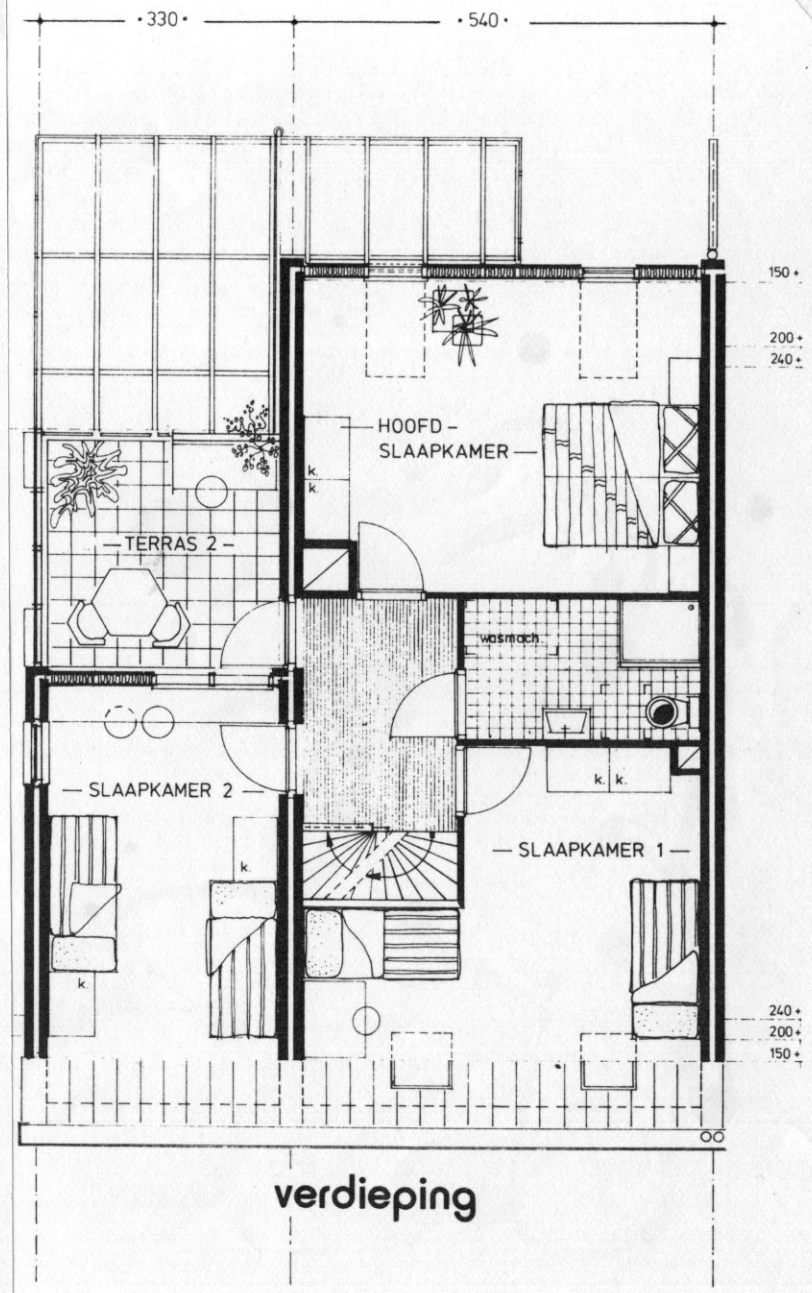 ·330·
·540·
150+
200+
240+
HOOFD-
SLAAPKAMER
k.
k.
TERRAS 2
wasmach.
k. k.
SLAAPKAMER 2
SLAAPKAMER 1
k.
k.
240+
200+
150+
verdieping